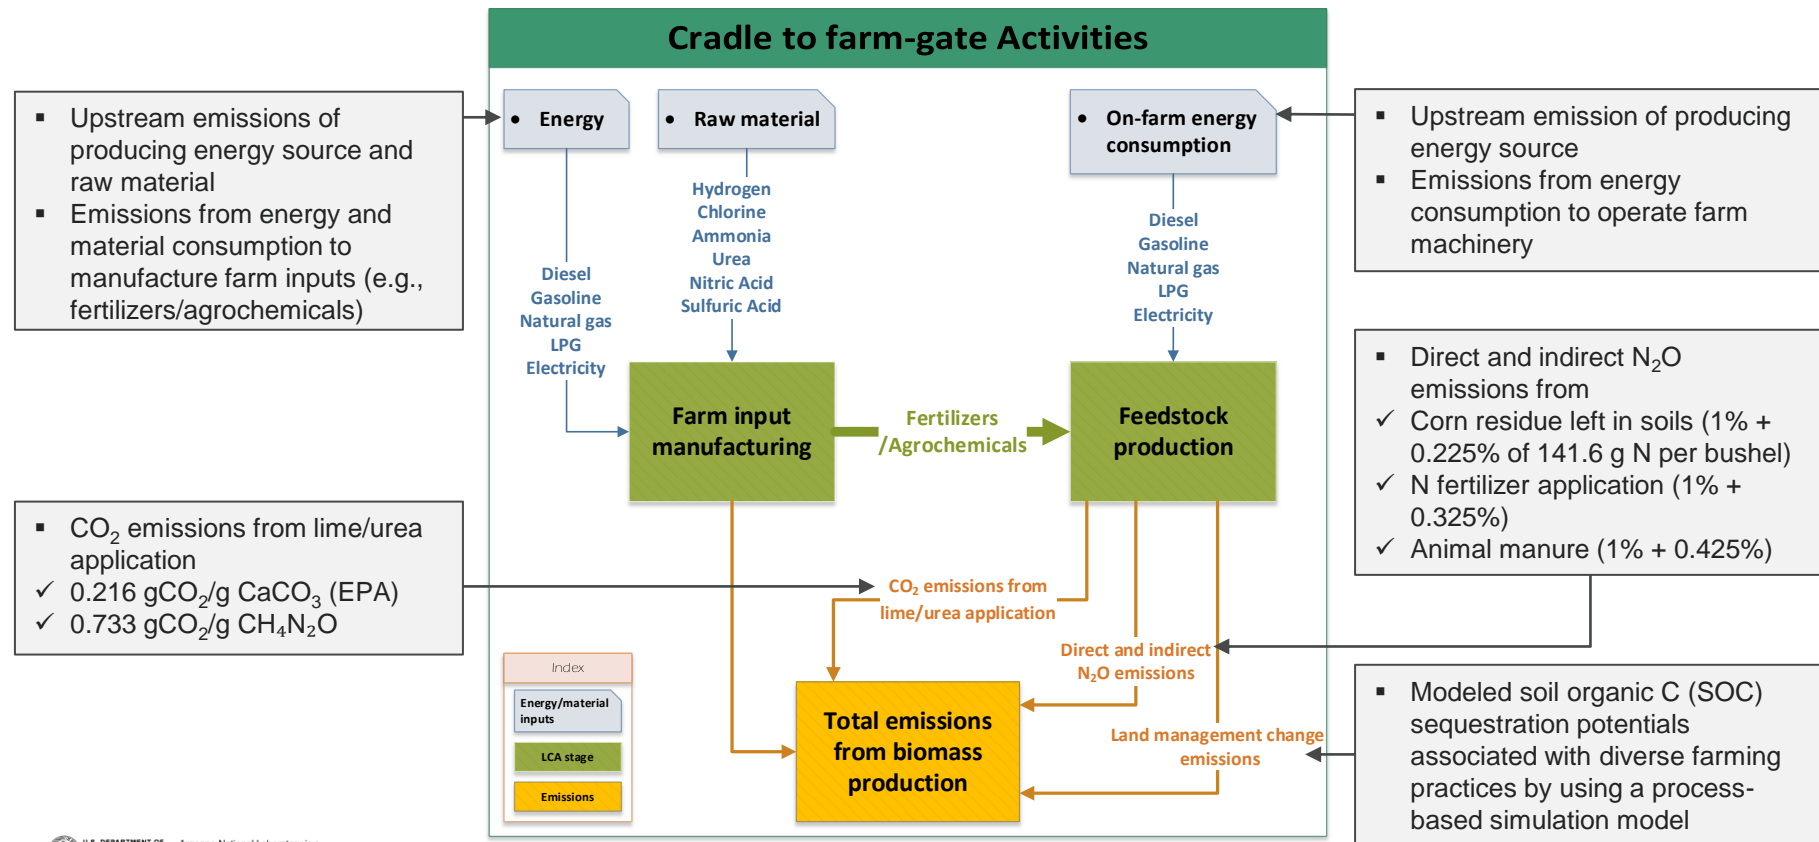 Cradle to farm-gate Activities
▪ Upstream emissions of
producing energy source and
raw material
▪ Emissions from energy and
material consumption to
manufacture farm inputs (e.g.,
fertilizers/agrochemicals)
• Energy
• Raw material
• On-farm energy
consumption
▪ Upstream emission of producing
energy source
▪ Emissions from energy
consumption to operate farm
machinery
Diesel
Gasoline
Natural gas
LPG
Electricity
Hydrogen
Chlorine
Ammonia
Urea
Nitric Acid
Sulfuric Acid
Diesel
Gasoline
Natural gas
LPG
Electricity
Farm input
manufacturing
Fertilizers
/Agrochemicals
Feedstock
production
▪ Direct and indirect N₂O
emissions from
✓ Corn residue left in soils (1% +
0.225% of 141.6 g N per bushel)
✓ N fertilizer application (1% +
0.325%)
✓ Animal manure (1% + 0.425%)
▪ CO₂ emissions from lime/urea
application
✓ 0.216 gCO₂/g CaCO₃ (EPA)
✓ 0.733 gCO₂/g CH₄N₂O
CO₂ emissions from
lime/urea application
Direct and indirect
N₂O emissions
Land management change
emissions
Total emissions
from biomass
production
Index
Energy/material
inputs
LCA stage
Emissions
▪ Modeled soil organic C (SOC)
sequestration potentials
associated with diverse farming
practices by using a process-
based simulation model
U.S. DEPARTMENT OF